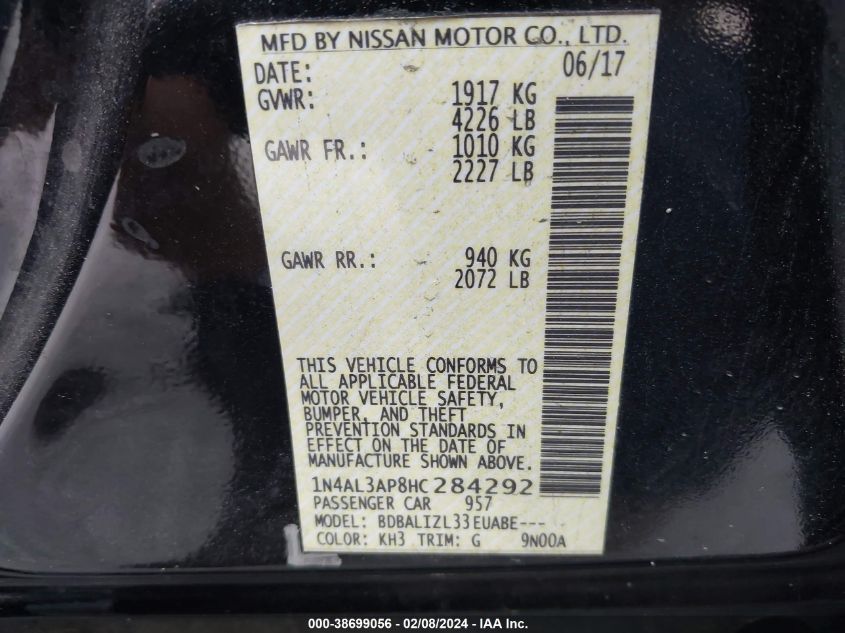 MFD BY NISSAN MOTOR CO., LTD.
DATE: 06/17
GVWR: 1917 KG
4226 LB
GAWR FR.: 1010 KG
2227 LB
GAWR RR.: 940 KG
2072 LB
THIS VEHICLE CONFORMS TO
ALL APPLICABLE FEDERAL
MOTOR VEHICLE SAFETY,
BUMPER, AND THEFT
PREVENTION STANDARDS IN
EFFECT ON THE DATE OF
MANUFACTURE SHOWN ABOVE.
1N4AL3AP8HC284292
PASSENGER CAR 957
MODEL: BDBALIZL33EUABE---
COLOR: KH3 TRIM: G 9N00A
000-38699056 - 02/08/2024 - IAA Inc.